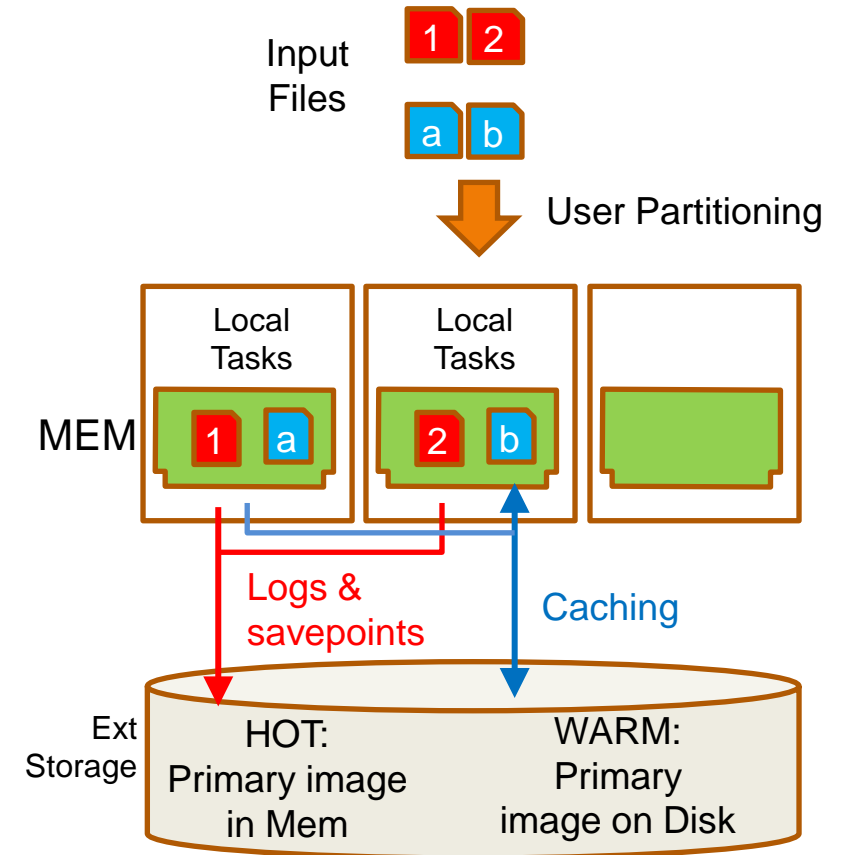 Input
Files
1 2
a b
User Partitioning
Local
Tasks
Local
Tasks
MEM
1 a
2 b
Logs &
savepoints
Caching
Ext
Storage
HOT:
Primary image
in Mem
WARM:
Primary
image on Disk